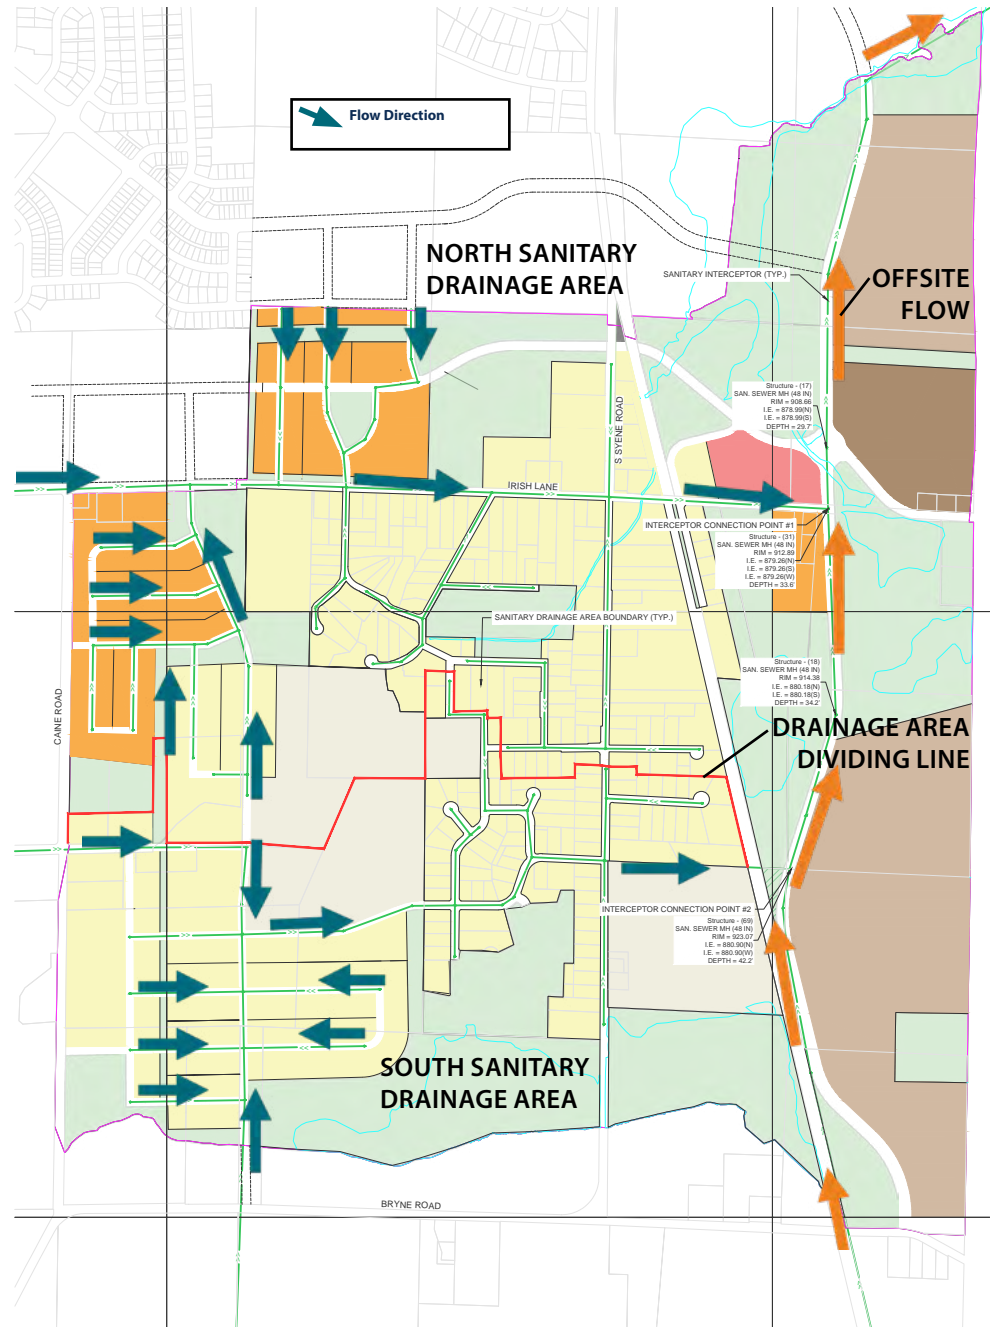 Flow Direction
NORTH SANITARY
DRAINAGE AREA
SANITARY INTERCEPTOR (TYP.)
OFFSITE
FLOW
Structure - (17)
SAN. SEWER MH (48 IN)
RIM = 908.66
I.E. = 878.99(N)
I.E. = 878.99(S)
DEPTH = 29.7'
S SYENE ROAD
IRISH LANE
INTERCEPTOR CONNECTION POINT #1
Structure - (31)
SAN. SEWER MH (48 IN)
RIM = 912.89
I.E. = 879.26(N)
I.E. = 879.26(S)
I.E. = 879.26(W)
DEPTH = 33.6'
SANITARY DRAINAGE AREA BOUNDARY (TYP.)
Structure - (18)
SAN. SEWER MH (48 IN)
RIM = 914.38
I.E. = 880.18(N)
I.E. = 880.18(S)
DEPTH = 34.2'
CAINE ROAD
DRAINAGE AREA
DIVIDING LINE
INTERCEPTOR CONNECTION POINT #2
Structure - (69)
SAN. SEWER MH (48 IN)
RIM = 923.07
I.E. = 880.90(N)
I.E. = 880.90(W)
DEPTH = 42.2'
SOUTH SANITARY
DRAINAGE AREA
BRYNE ROAD